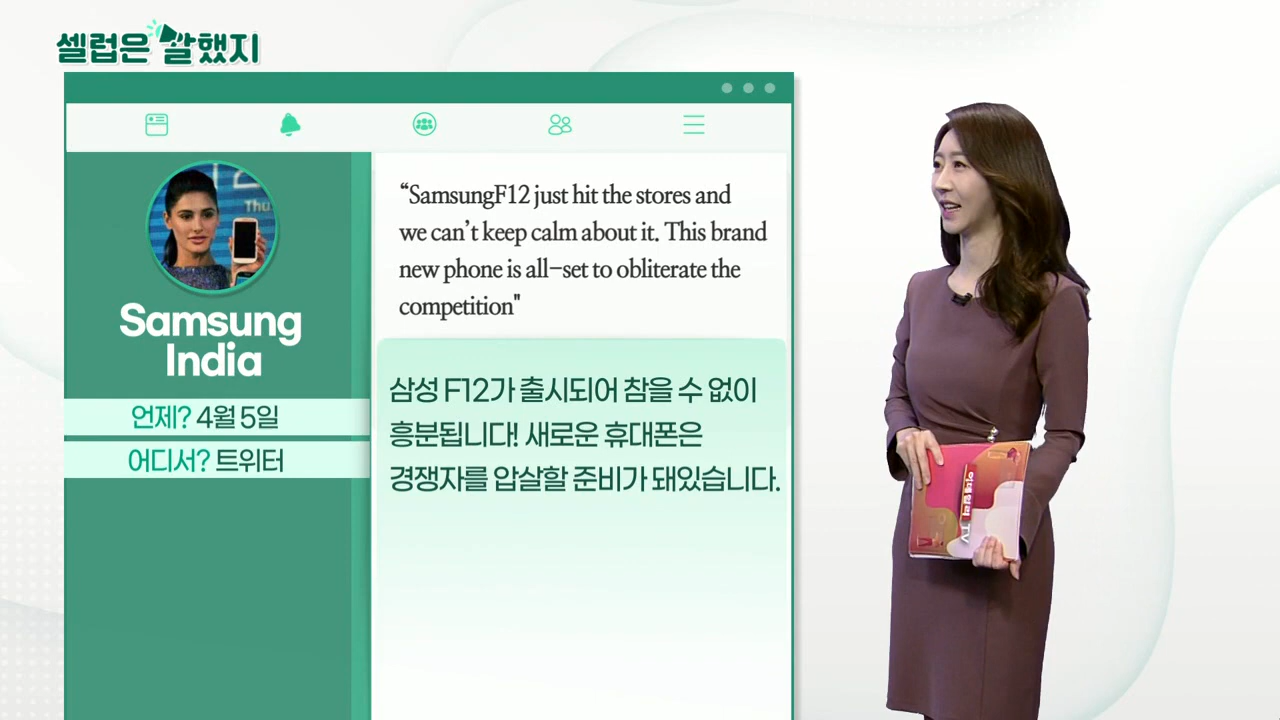 셀럽은 말했지
Samsung
India
언제? 4월 5일
어디서? 트위터
“SamsungF12 just hit the stores and
we can’t keep calm about it. This brand
new phone is all-set to obliterate the
competition"
삼성 F12가 출시되어 참을 수 없이
흥분됩니다! 새로운 휴대폰은
경쟁자를 압살할 준비가 돼있습니다.